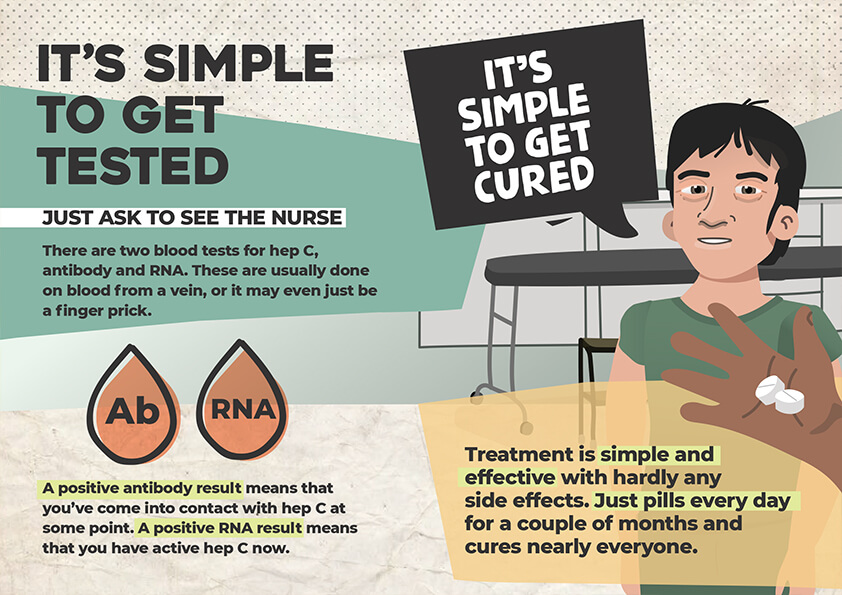 IT'S SIMPLE
TO GET
TESTED
JUST ASK TO SEE THE NURSE
There are two blood tests for hep C,
antibody and RNA. These are usually done
on blood from a vein, or it may even just be
a finger prick.
Ab
RNA
A positive antibody result means that
you've come into contact with hep C at
some point. A positive RNA result means
that you have active hep C now.
IT'S
SIMPLE
TO GET
CURED
Treatment is simple and
effective with hardly any
side effects. Just pills every day
for a couple of months and
cures nearly everyone.